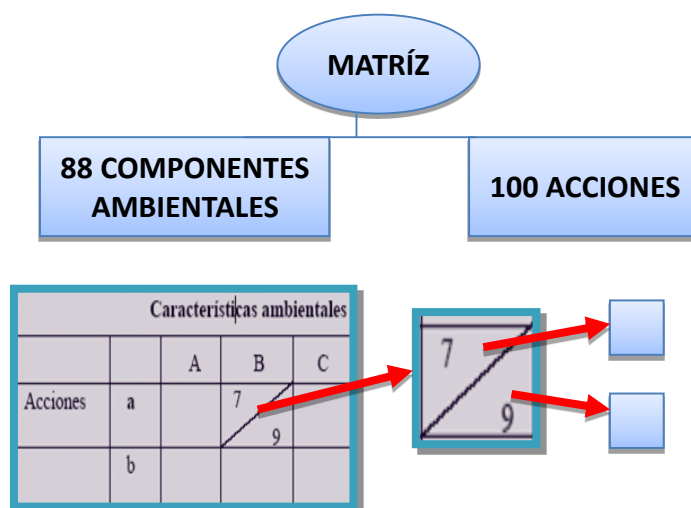 MATRÍZ
88 COMPONENTES
AMBIENTALES
100 ACCIONES
Características ambientales
A B C
Acciones a 7
9
b
7
9